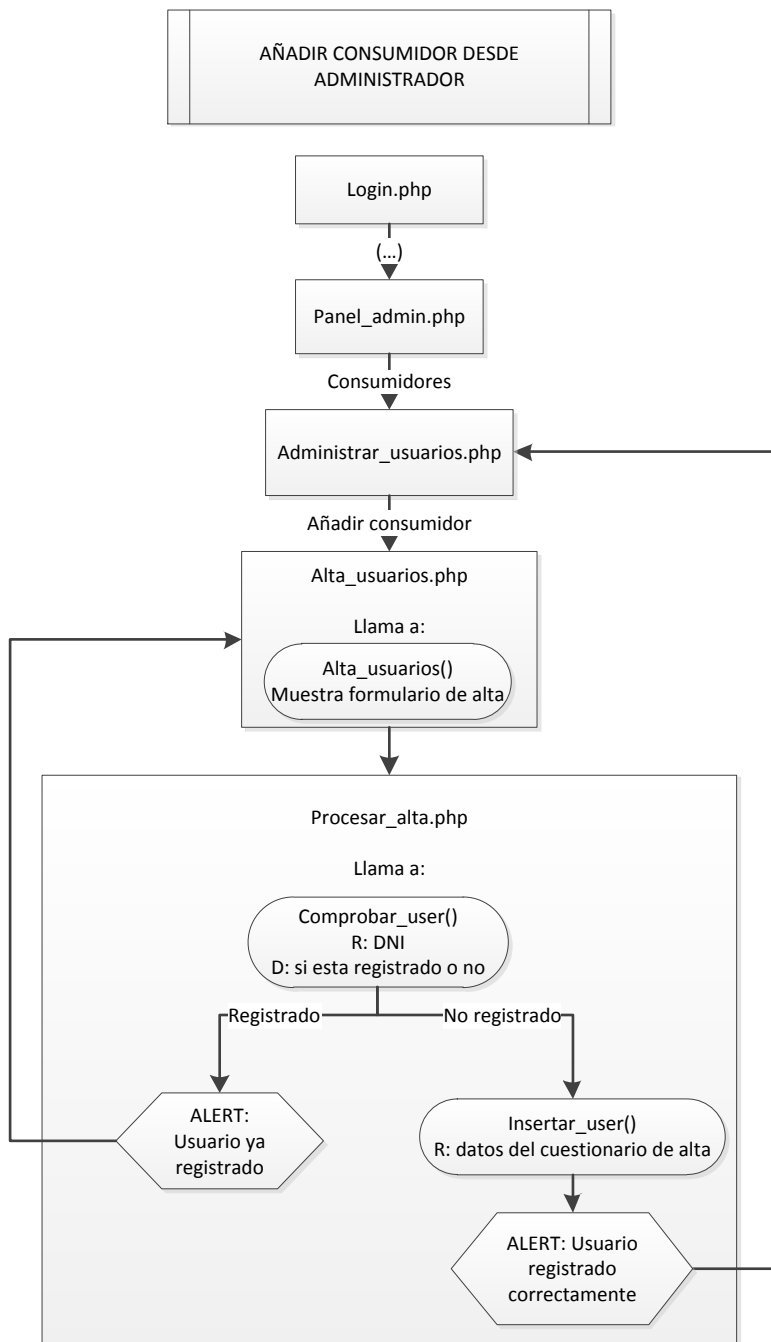 AÑADIR CONSUMIDOR DESDE
ADMINISTRADOR
Login.php
(...)
Panel_admin.php
Consumidores
Administrar_usuarios.php
Añadir consumidor
Alta_usuarios.php
Llama a:
Alta_usuarios()
Muestra formulario de alta
Procesar_alta.php
Llama a:
Comprobar_user()
R: DNI
D: si esta registrado o no
Registrado
No registrado
ALERT:
Usuario ya
registrado
Insertar_user()
R: datos del cuestionario de alta
ALERT: Usuario
registrado
correctamente